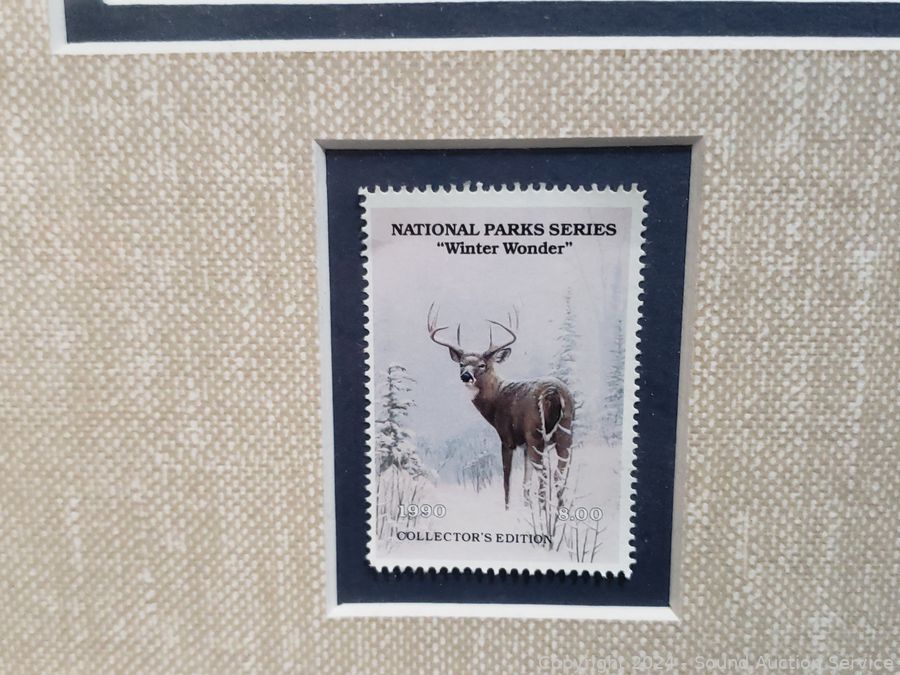 NATIONAL PARKS SERIES
“Winter Wonder”
1990 8.00
COLLECTOR'S EDITION
Copyright 2024 - Sound Auction Service